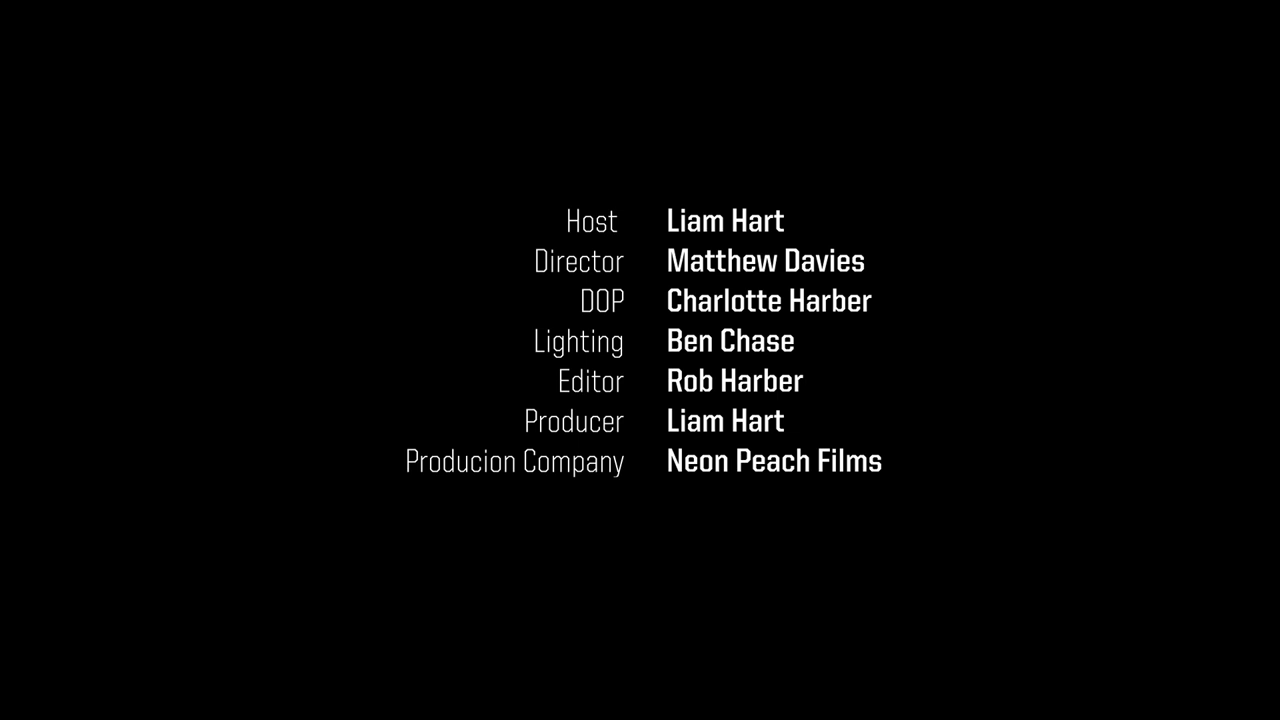 Host Liam Hart
Director Matthew Davies
DOP Charlotte Harber
Lighting Ben Chase
Editor Rob Harber
Producer Liam Hart
Producion Company Neon Peach Films